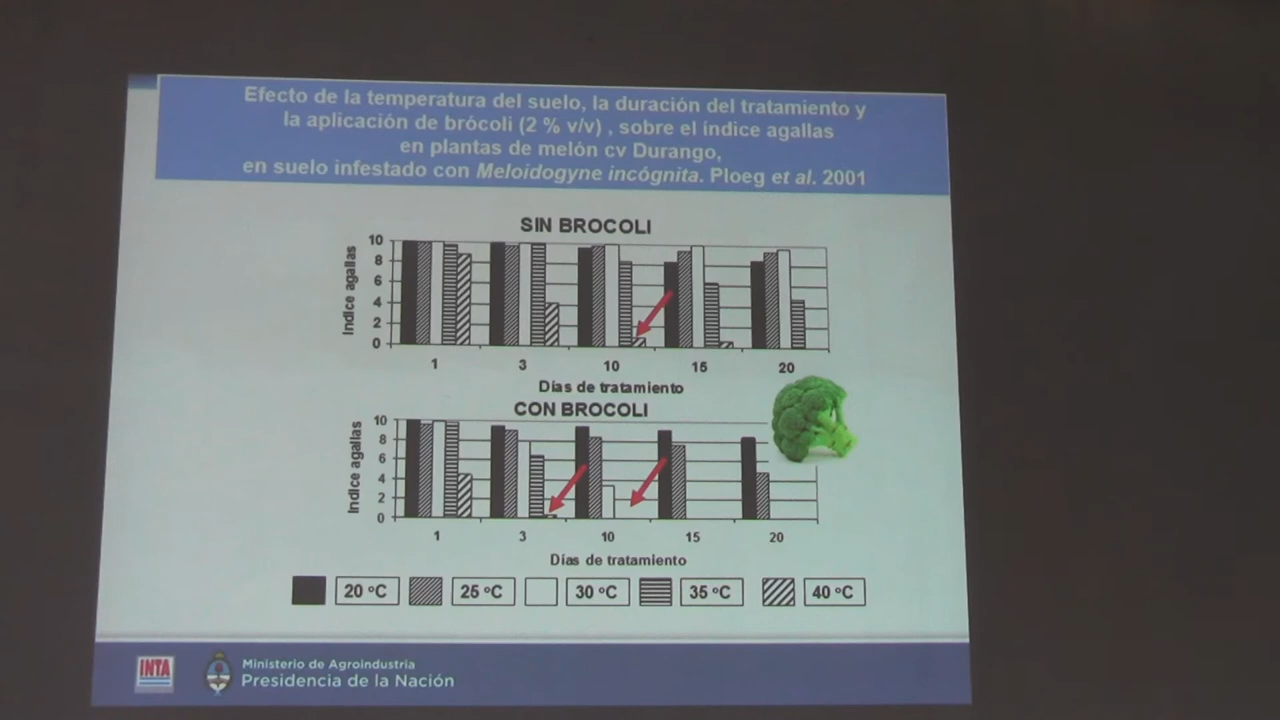 Efecto de la temperatura del suelo, la duración del tratamiento y
la aplicación de brócoli (2 % v/v) , sobre el índice agallas
en plantas de melón cv Durango,
en suelo infestado con Meloidogyne incógnita. Ploeg et al. 2001
SIN BROCOLI
Indice agallas
10
8
6
4
2
0
1 3 10 15 20
Días de tratamiento
CON BROCOLI
Indice agallas
10
8
6
4
2
0
1 3 10 15 20
Días de tratamiento
20 ºC 25 ºC 30 ºC 35 ºC 40 ºC
INTA
Ministerio de Agroindustria
Presidencia de la Nación